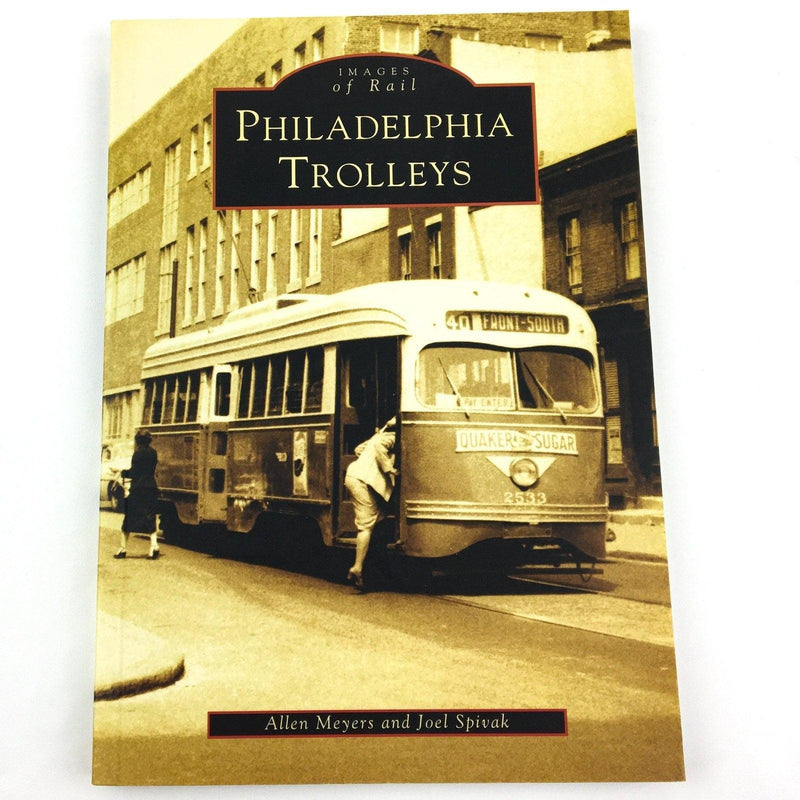 IMAGES
of Rail
PHILADELPHIA
TROLLEYS
40 FRONT-SOUTH
PAY ENTER
QUAKER SUGAR
2533
Allen Meyers and Joel Spivak